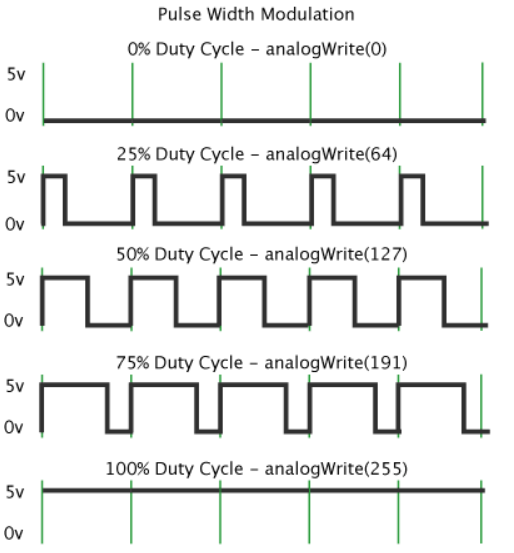 Pulse Width Modulation
0% Duty Cycle – analogWrite(0)
5v
0v
25% Duty Cycle – analogWrite(64)
5v
0v
50% Duty Cycle – analogWrite(127)
5v
0v
75% Duty Cycle – analogWrite(191)
5v
0v
100% Duty Cycle – analogWrite(255)
5v
0v